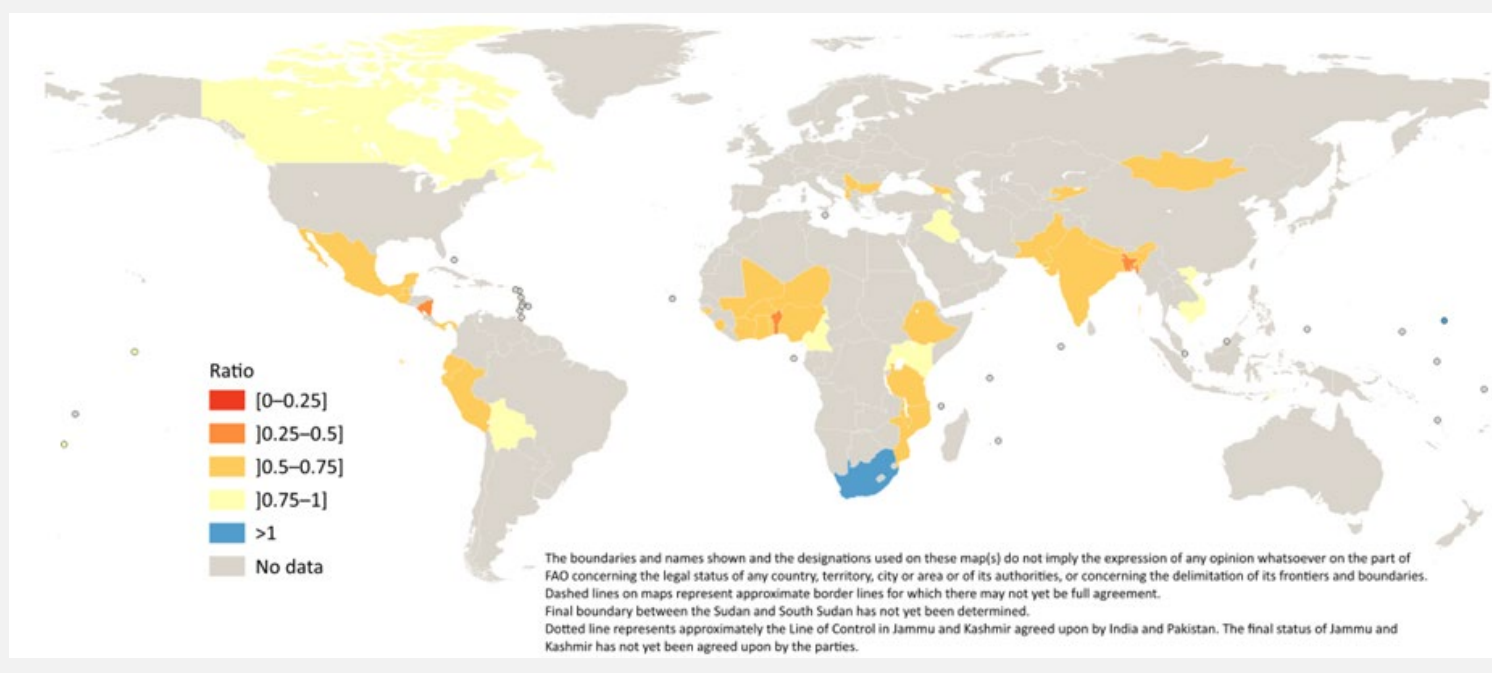 Ratio
[0–0.25]
]0.25–0.5]
]0.5–0.75]
]0.75–1]
>1
No data
The boundaries and names shown and the designations used on these map(s) do not imply the expression of any opinion whatsoever on the part of
FAO concerning the legal status of any country, territory, city or area or of its authorities, or concerning the delimitation of its frontiers and boundaries.
Dashed lines on maps represent approximate border lines for which there may not yet be full agreement.
Final boundary between the Sudan and South Sudan has not yet been determined.
Dotted line represents approximately the Line of Control in Jammu and Kashmir agreed upon by India and Pakistan. The final status of Jammu and
Kashmir has not yet been agreed upon by the parties.